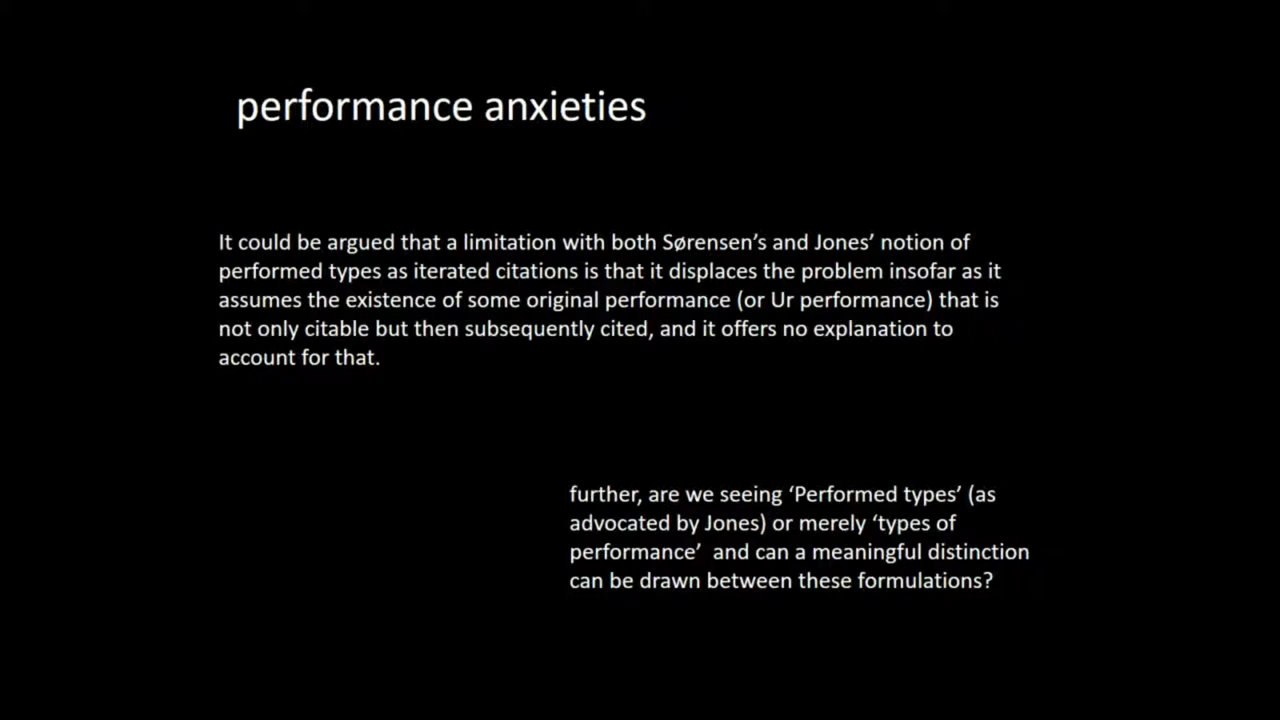 performance anxieties
It could be argued that a limitation with both Sørensen’s and Jones’ notion of
performed types as iterated citations is that it displaces the problem insofar as it
assumes the existence of some original performance (or Ur performance) that is
not only citable but then subsequently cited, and it offers no explanation to
account for that.
further, are we seeing ‘Performed types’ (as
advocated by Jones) or merely ‘types of
performance’  and can a meaningful distinction
can be drawn between these formulations?